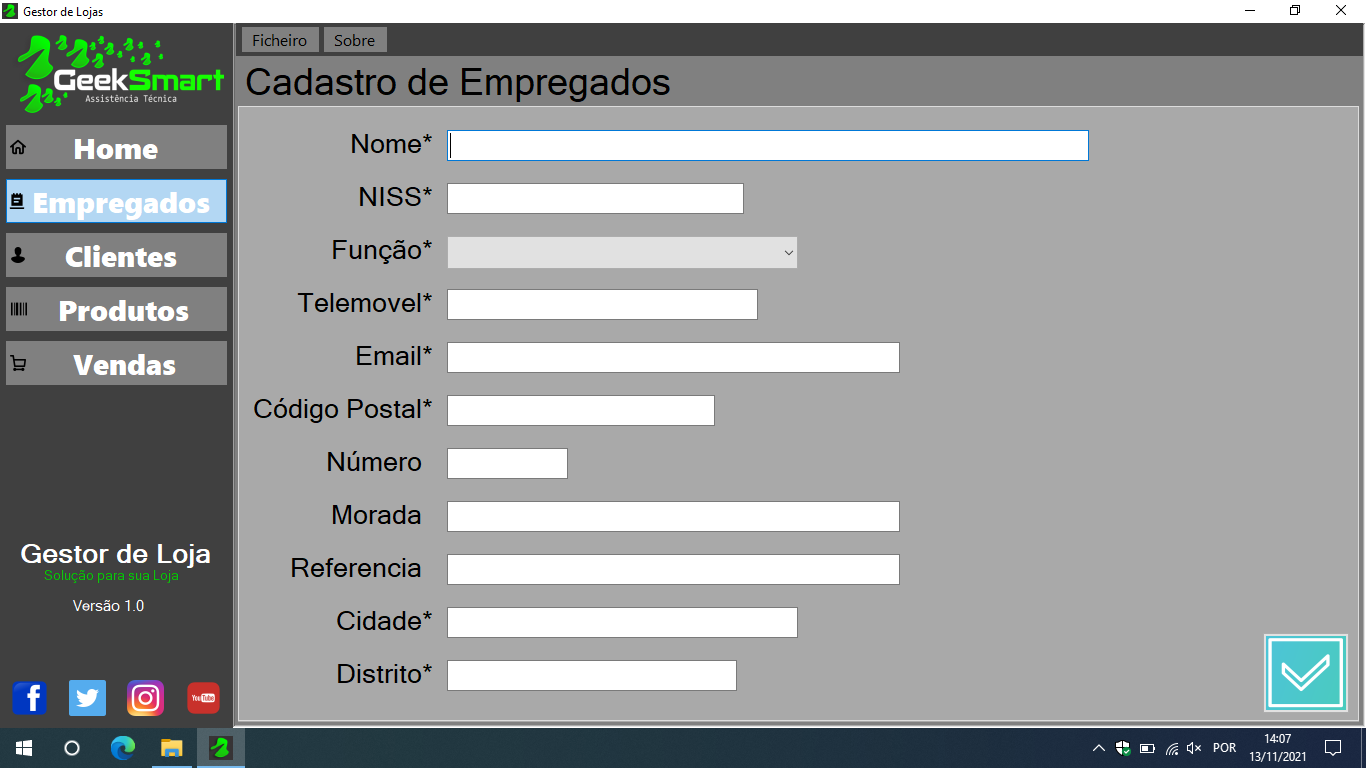 Gestor de Lojas
GeekSmart
Assistência Técnica
Home
Empregados
Clientes
Produtos
Vendas
Gestor de Loja
Solução para sua Loja
Versão 1.0
f
You Tube
Ficheiro Sobre
Cadastro de Empregados
Nome*
NISS*
Função*
Telemovel*
Email*
Código Postal*
Número
Morada
Referencia
Cidade*
Distrito*
POR
14:07
13/11/2021